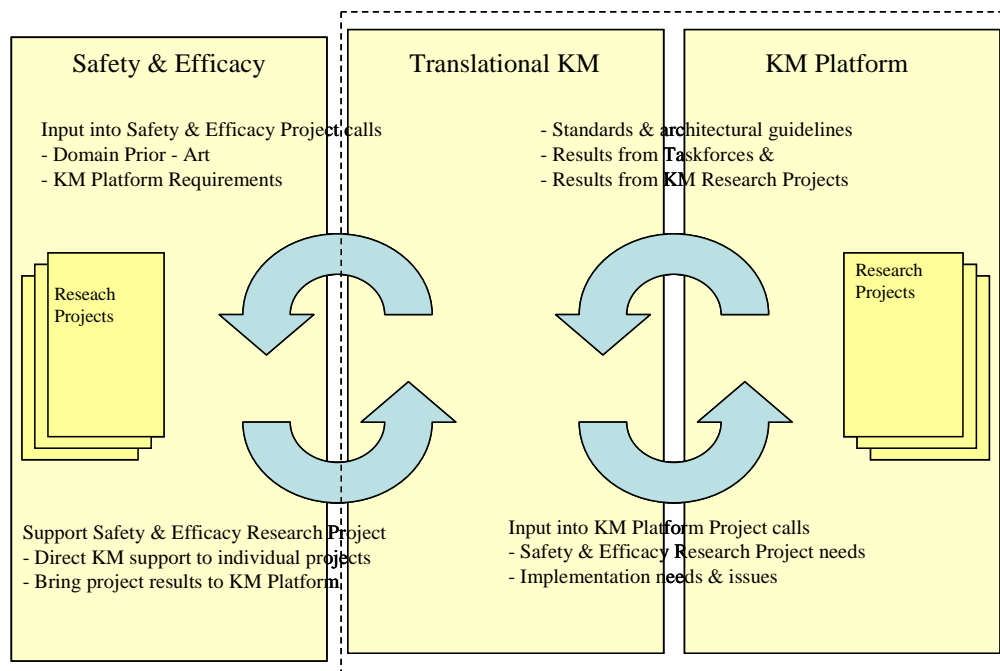 Safety & Efficacy
Translational KM
KM Platform
Input into Safety & Efficacy Project calls
- Domain Prior - Art
- KM Platform Requirements
- Standards & architectural guidelines
- Results from Taskforces &
- Results from KM Research Projects
Reseach
Projects
Research
Projects
Support Safety & Efficacy Research Project
- Direct KM support to individual projects
- Bring project results to KM Platform
Input into KM Platform Project calls
- Safety & Efficacy Research Project needs
- Implementation needs & issues